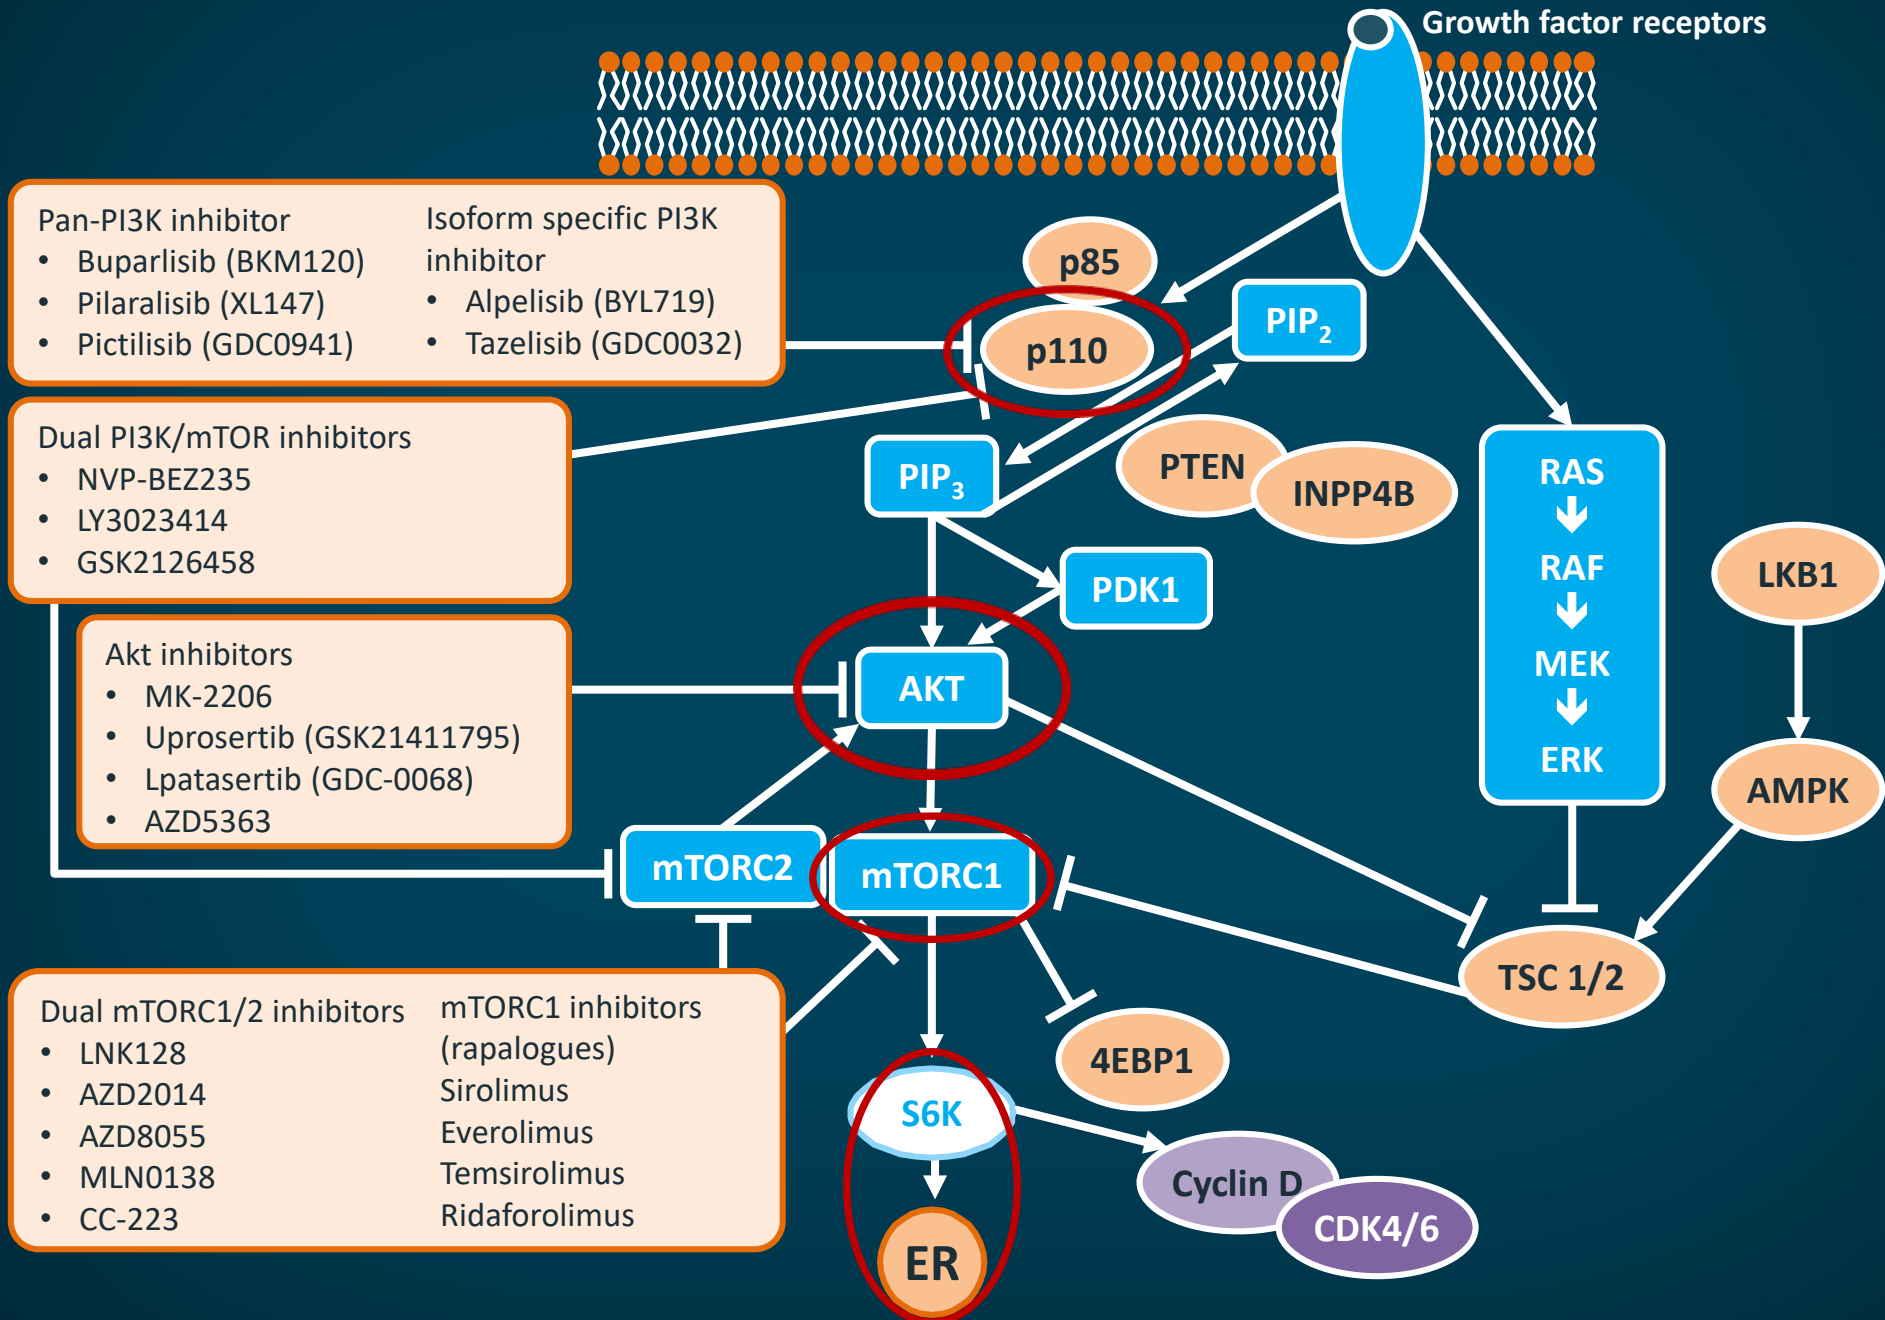 Growth factor receptors
Pan-PI3K inhibitor
• Buparlisib (BKM120)
• Pilaralisib (XL147)
• Pictilisib (GDC0941)
Isoform specific PI3K
inhibitor
• Alpelisib (BYL719)
• Tazelisib (GDC0032)
p85
p110
PIP2
Dual PI3K/mTOR inhibitors
• NVP-BEZ235
• LY3023414
• GSK2126458
PIP3
PTEN
INPP4B
RAS
RAF
MEK
ERK
LKB1
AMPK
PDK1
Akt inhibitors
• MK-2206
• Uprosertib (GSK21411795)
• Lpatasertib (GDC-0068)
• AZD5363
AKT
mTORC2
mTORC1
TSC 1/2
Dual mTORC1/2 inhibitors
• LNK128
• AZD2014
• AZD8055
• MLN0138
• CC-223
mTORC1 inhibitors
(rapalogues)
Sirolimus
Everolimus
Temsirolimus
Ridaforolimus
4EBP1
S6K
Cyclin D
CDK4/6
ER